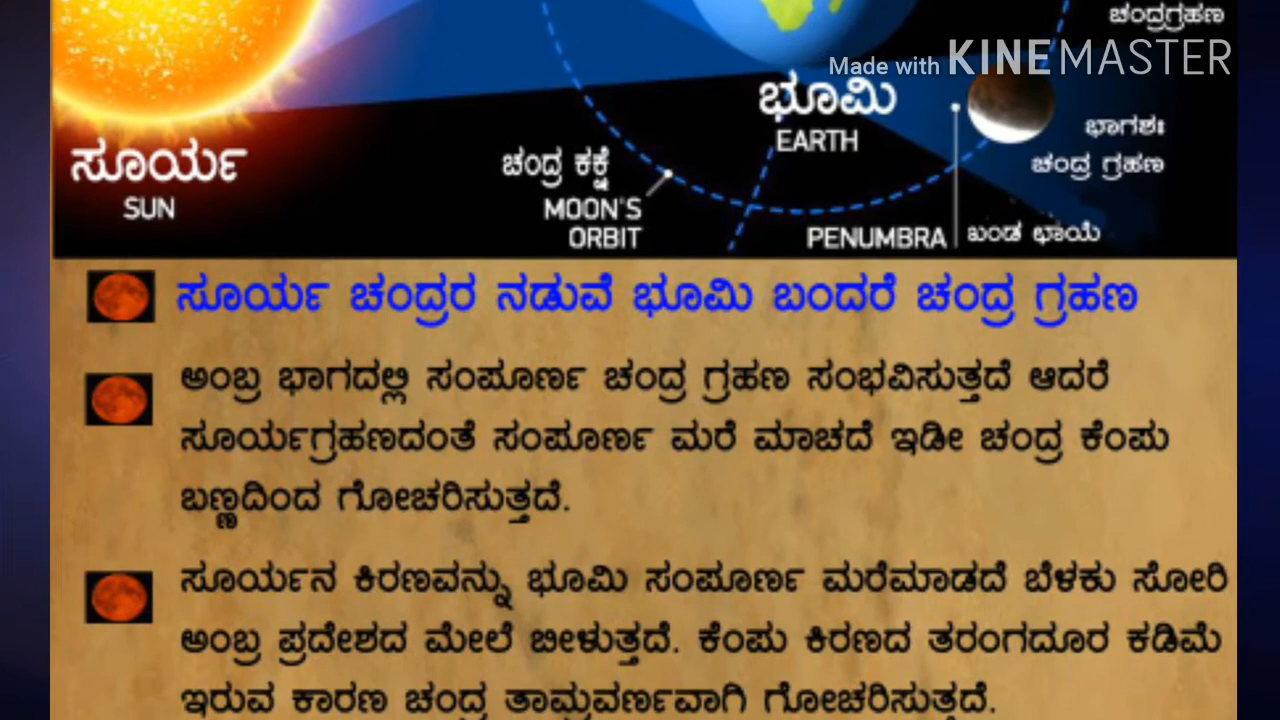 ಚಂದ್ರಗ್ರಹಣ
Made with KINEMASTER
ಭೂಮಿ
EARTH
ಭಾಗಶಃ
ಚಂದ್ರ ಗ್ರಹಣ
ಸೂರ್ಯ
SUN
ಚಂದ್ರ ಕಕ್ಷೆ
MOON'S
ORBIT
PENUMBRA
ಖಂಡ ಛಾಯೆ
ಸೂರ್ಯ ಚಂದ್ರರ ನಡುವೆ ಭೂಮಿ ಬಂದರೆ ಚಂದ್ರ ಗ್ರಹಣ
ಅಂಬ್ರ ಭಾಗದಲ್ಲಿ ಸಂಪೂರ್ಣ ಚಂದ್ರ ಗ್ರಹಣ ಸಂಭವಿಸುತ್ತದೆ ಆದರೆ
ಸೂರ್ಯಗ್ರಹಣದಂತೆ ಸಂಪೂರ್ಣ ಮರೆ ಮಾಚದೆ ಇಡೀ ಚಂದ್ರ ಕೆಂಪು
ಬಣ್ಣದಿಂದ ಗೋಚರಿಸುತ್ತದೆ.
ಸೂರ್ಯನ ಕಿರಣವನ್ನು ಭೂಮಿ ಸಂಪೂರ್ಣ ಮರೆಮಾಡದೆ ಬೆಳಕು ಸೋರಿ
ಅಂಬ್ರ ಪ್ರದೇಶದ ಮೇಲೆ ಬೀಳುತ್ತದೆ. ಕೆಂಪು ಕಿರಣದ ತರಂಗದೂರ ಕಡಿಮೆ
ಇರುವ ಕಾರಣ ಚಂದ್ರ ತಾಮ್ರವರ್ಣವಾಗಿ ಗೋಚರಿಸುತ್ತದೆ.